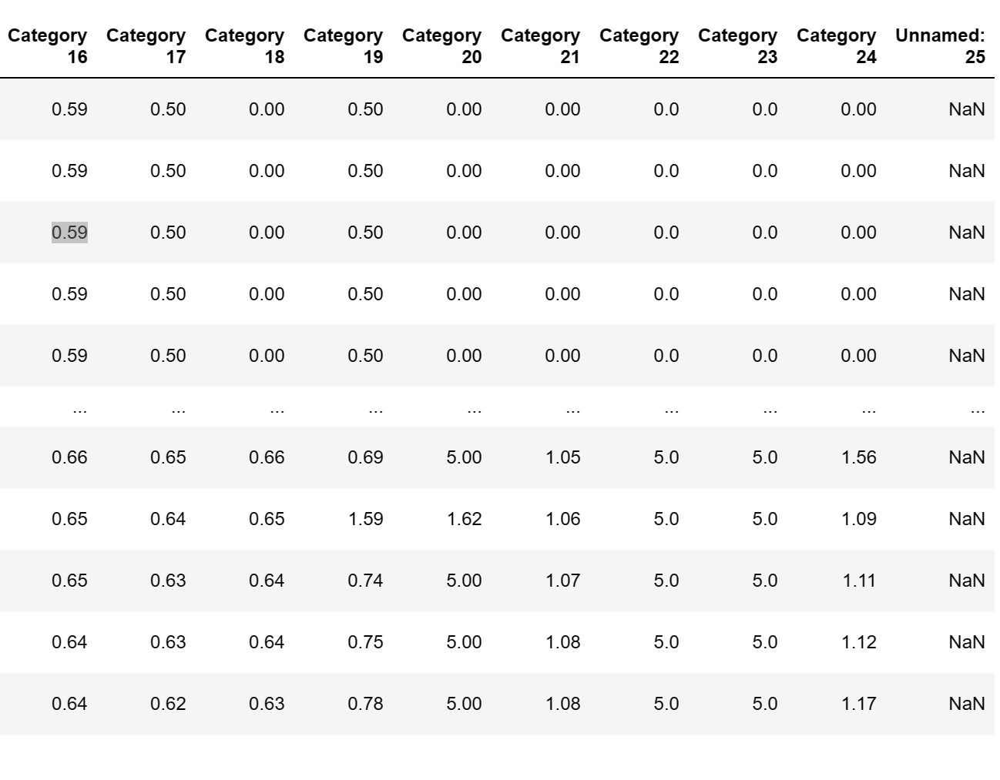 Category 16 Category 17 Category 18 Category 19 Category 20 Category 21 Category 22 Category 23 Category 24 Unnamed: 25
0.59 0.50 0.00 0.50 0.00 0.00 0.0 0.0 0.00 NaN
0.59 0.50 0.00 0.50 0.00 0.00 0.0 0.0 0.00 NaN
0.59 0.50 0.00 0.50 0.00 0.00 0.0 0.0 0.00 NaN
0.59 0.50 0.00 0.50 0.00 0.00 0.0 0.0 0.00 NaN
0.59 0.50 0.00 0.50 0.00 0.00 0.0 0.0 0.00 NaN
... ... ... ... ... ... ... ... ... ...
0.66 0.65 0.66 0.69 5.00 1.05 5.0 5.0 1.56 NaN
0.65 0.64 0.65 1.59 1.62 1.06 5.0 5.0 1.09 NaN
0.65 0.63 0.64 0.74 5.00 1.07 5.0 5.0 1.11 NaN
0.64 0.63 0.64 0.75 5.00 1.08 5.0 5.0 1.12 NaN
0.64 0.62 0.63 0.78 5.00 1.08 5.0 5.0 1.17 NaN